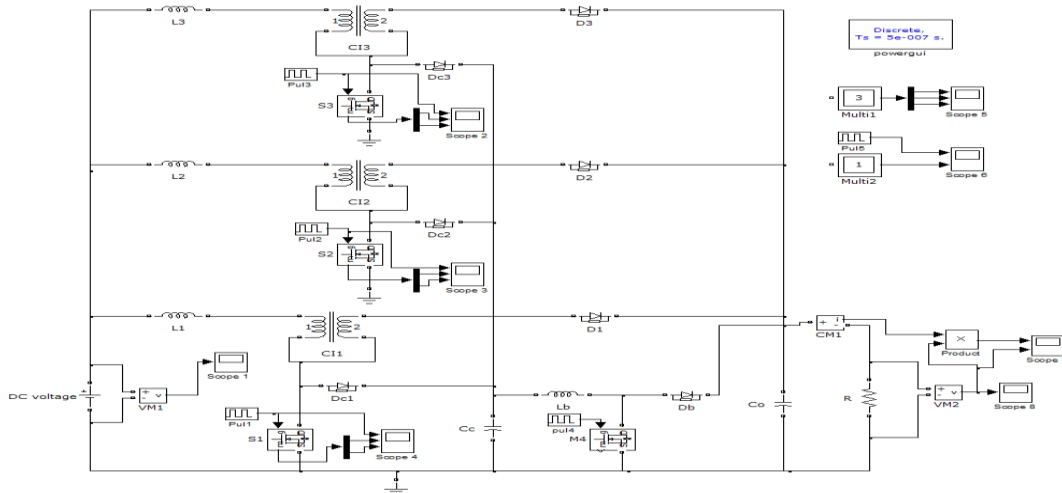 L3
1
2
CI3
D3
Discrete,
Ts = 5e-007 s.
powergui
Dc3
Pul3
S3
Scope 2
3
Multi1
Scope 5
Pul5
1
Multi2
Scope 6
L2
1
2
CI2
D2
Dc2
Pul2
S2
Scope 3
L1
1
2
CI1
D1
+
-
i
CM1
Product
Scope
Scope 1
DC voltage
+
+
-
v
VM1
Dc1
Lb
Db
Co
R
+
-
v
VM2
Scope 8
Pul1
S1
Scope 4
Cc
pul4
M4